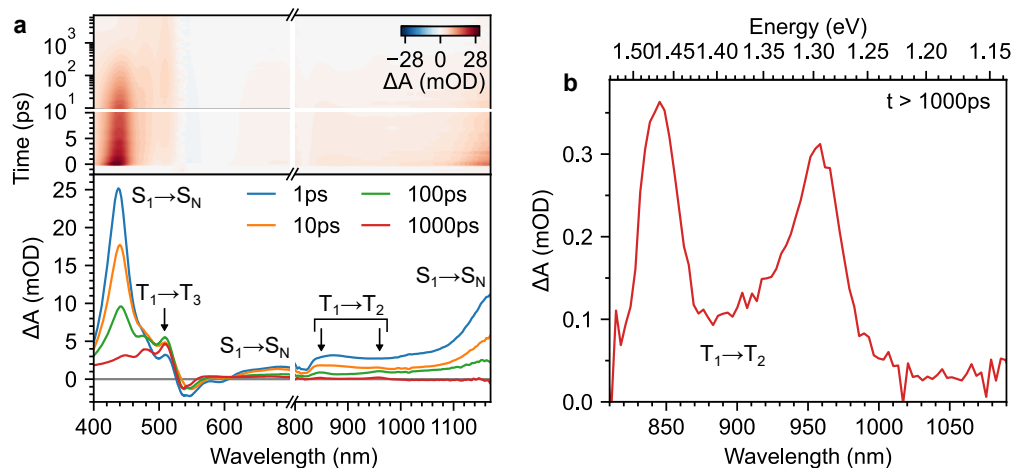 a
−28 0 28
ΔA (mOD)
10³
10²
10¹
10
5
0
Time (ps)
S₁→S_N
1ps
100ps
10ps
1000ps
T₁→T₃
S₁→S_N
T₁→T₂
S₁→S_N
25
20
15
10
5
0
ΔA (mOD)
400 500 600 800 900 1000 1100
Wavelength (nm)
Energy (eV)
1.50 1.45 1.40 1.35 1.30 1.25 1.20 1.15
b
t > 1000ps
0.3
0.2
0.1
0.0
ΔA (mOD)
T₁→T₂
850 900 950 1000 1050
Wavelength (nm)